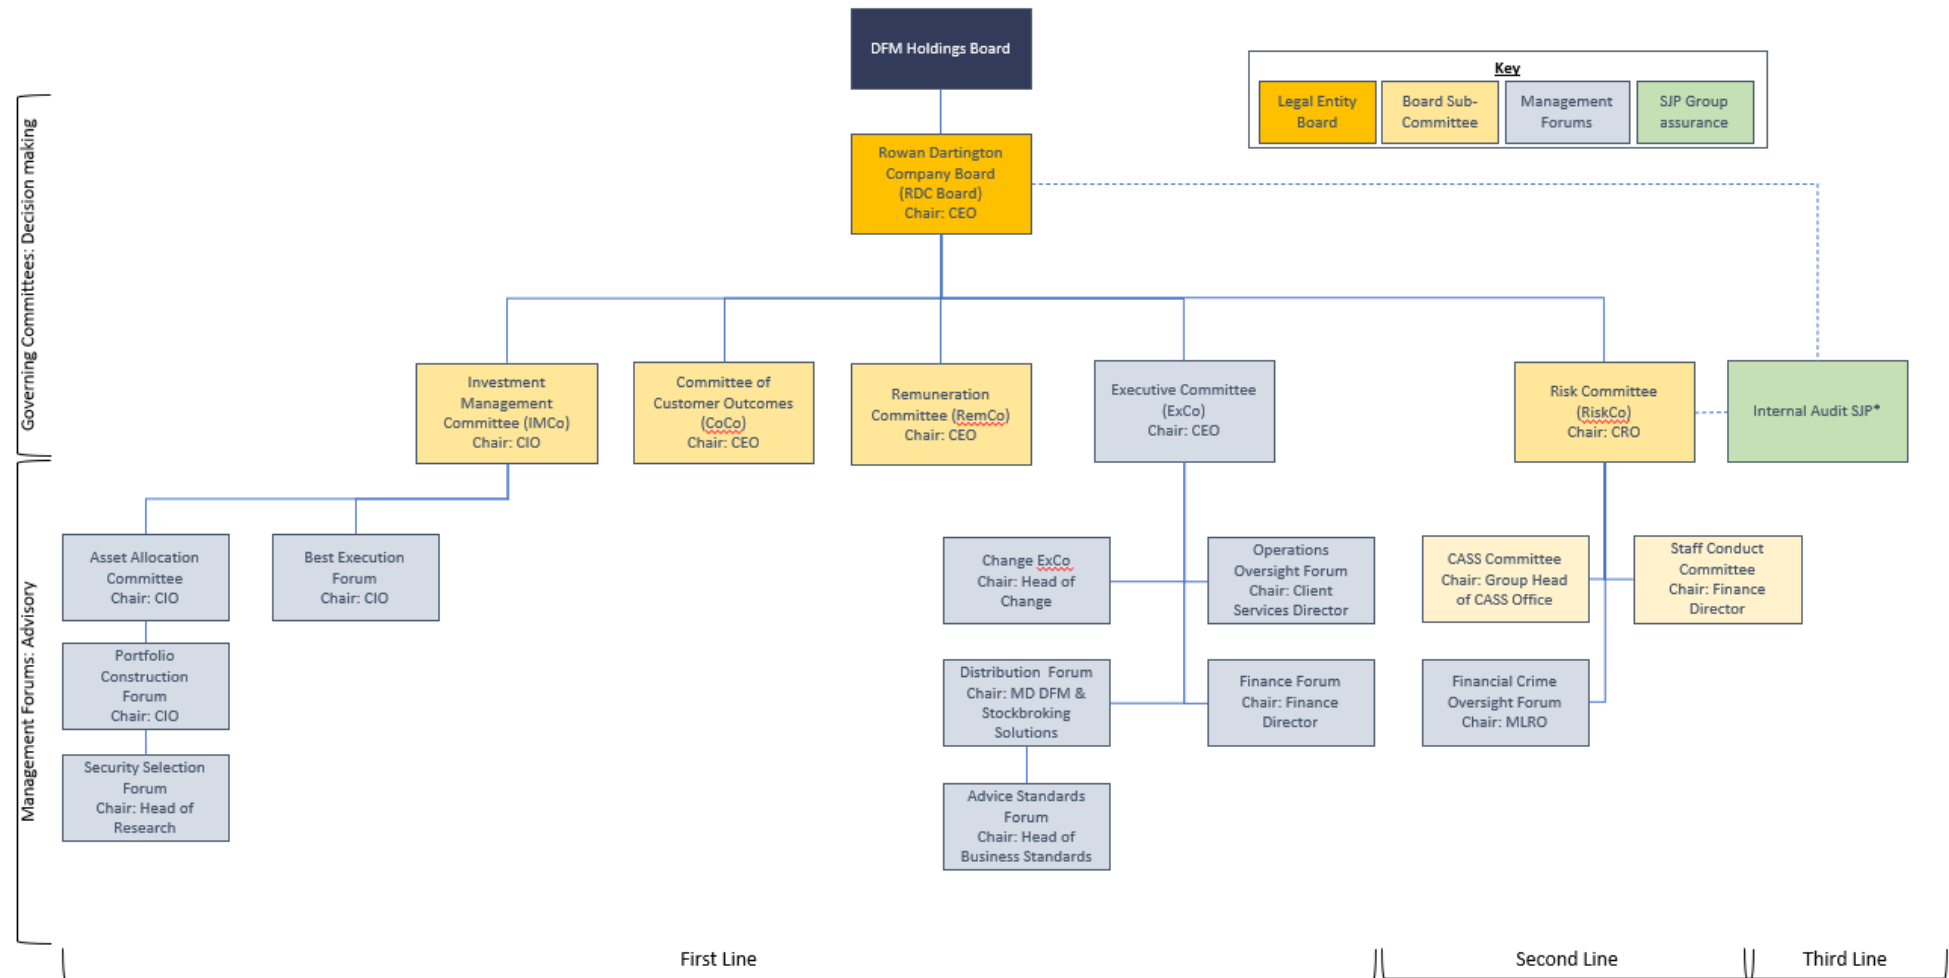 DFM Holdings Board
Key
Legal Entity
Board
Board Sub-
Committee
Management
Forums
SJP Group
assurance
Governing Committees: Decision making
Rowan Dartington
Company Board
(RDC Board)
Chair: CEO
Investment
Management
Committee (IMCo)
Chair: CIO
Committee of
Customer Outcomes
(CoCo)
Chair: CEO
Remuneration
Committee (RemCo)
Chair: CEO
Executive Committee
(ExCo)
Chair: CEO
Risk Committee
(RiskCo)
Chair: CRO
Internal Audit SJP*
Management Forums: Advisory
Asset Allocation
Committee
Chair: CIO
Best Execution
Forum
Chair: CIO
Change ExCo
Chair: Head of
Change
Operations
Oversight Forum
Chair: Client
Services Director
CASS Committee
Chair: Group Head
of CASS Office
Staff Conduct
Committee
Chair: Finance
Director
Portfolio
Construction
Forum
Chair: CIO
Distribution Forum
Chair: MD DFM &
Stockbroking
Solutions
Finance Forum
Chair: Finance
Director
Financial Crime
Oversight Forum
Chair: MLRO
Security Selection
Forum
Chair: Head of
Research
Advice Standards
Forum
Chair: Head of
Business Standards
First Line
Second Line
Third Line